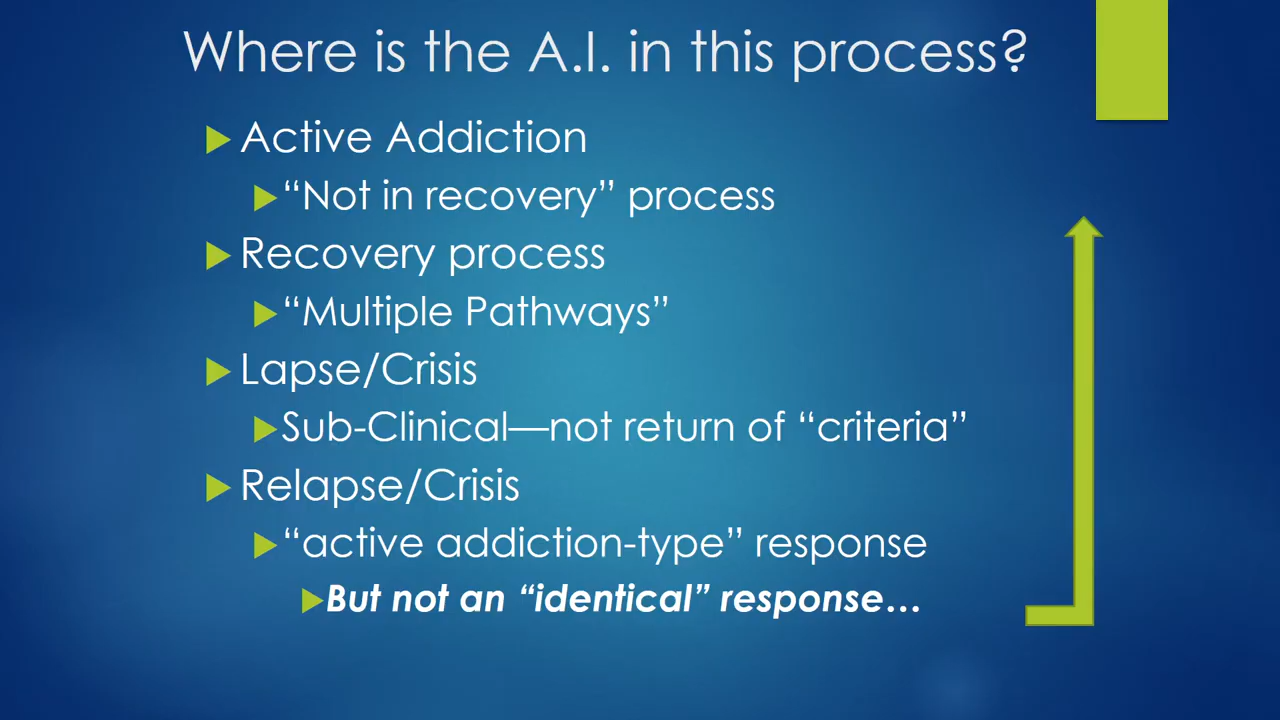 Where is the A.I. in this process?
Active Addiction
“Not in recovery” process
Recovery process
“Multiple Pathways”
Lapse/Crisis
Sub-Clinical—not return of “criteria”
Relapse/Crisis
“active addiction-type” response
But not an “identical” response…